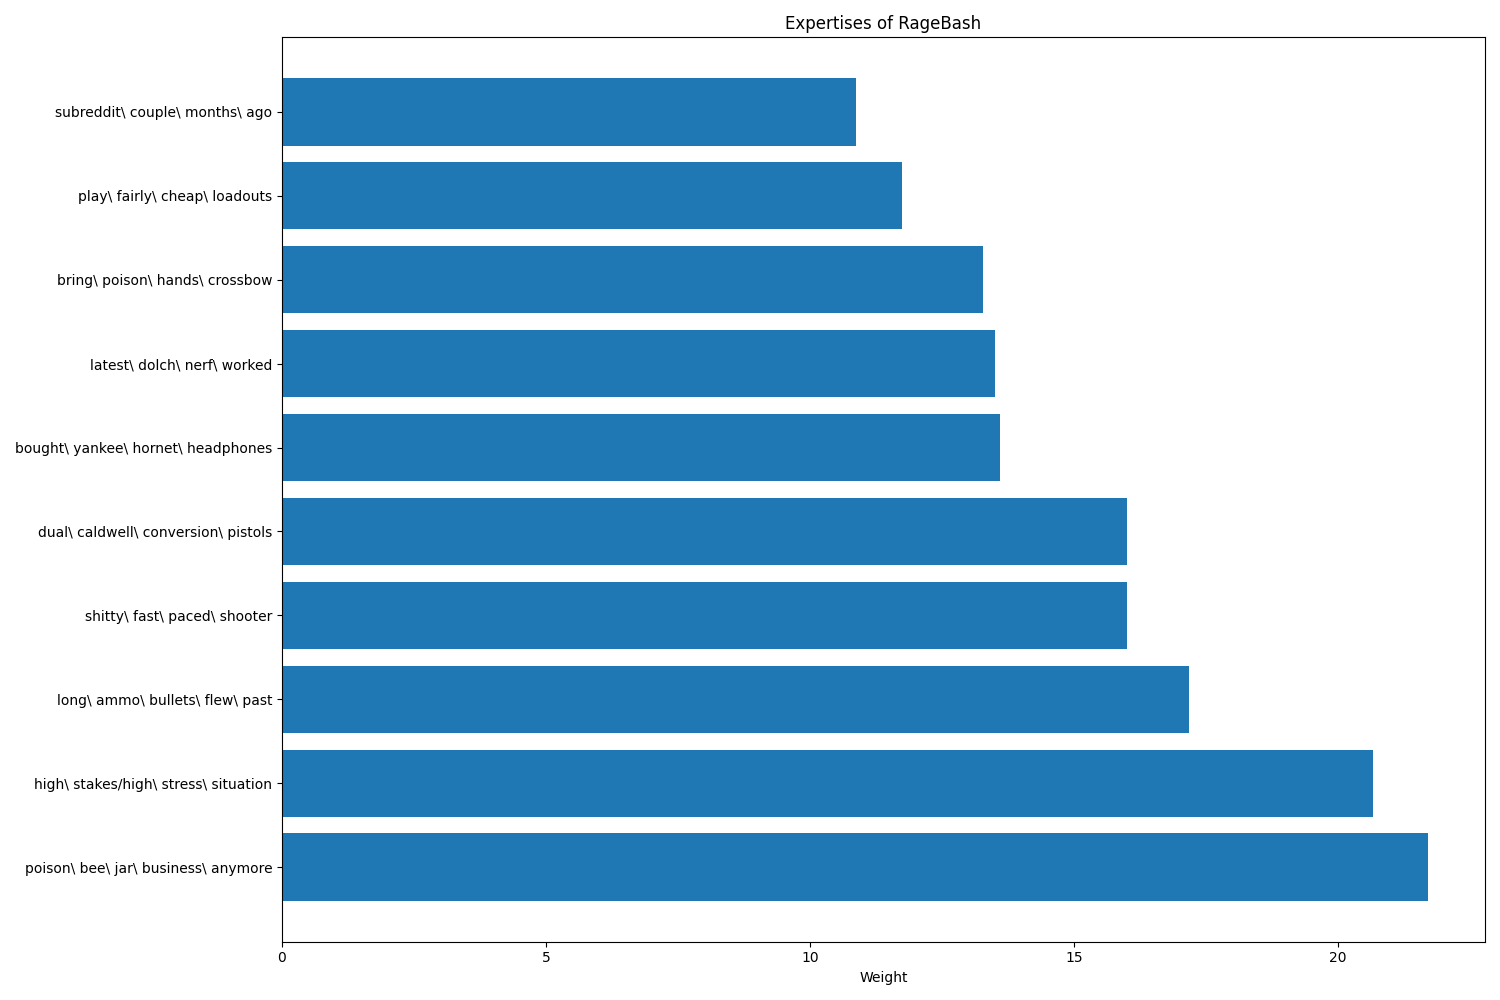 Expertises of RageBash
subreddit\ couple\ months\ ago
play\ fairly\ cheap\ loadouts
bring\ poison\ hands\ crossbow
latest\ dolch\ nerf\ worked
bought\ yankee\ hornet\ headphones
dual\ caldwell\ conversion\ pistols
shitty\ fast\ paced\ shooter
long\ ammo\ bullets\ flew\ past
high\ stakes/high\ stress\ situation
poison\ bee\ jar\ business\ anymore
0 5 10 15 20
Weight